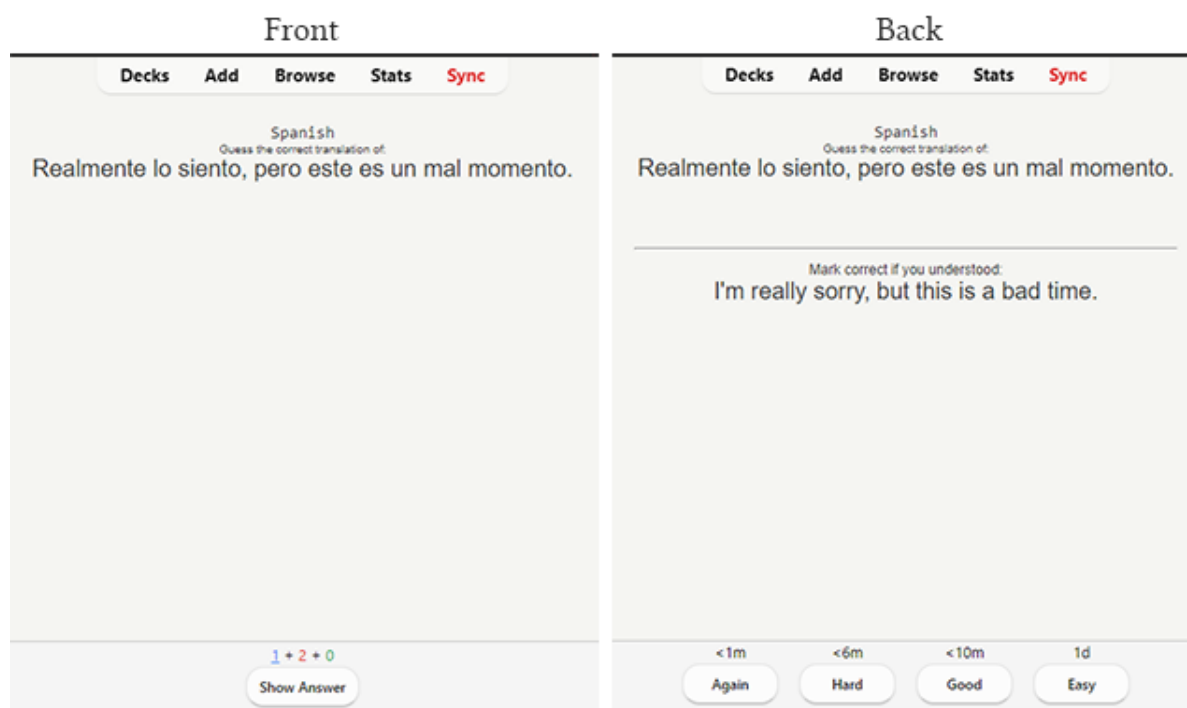 Front
Decks Add Browse Stats Sync
Spanish
Guess the correct translation of:
Realmente lo siento, pero este es un mal momento.
1 + 2 + 0
Show Answer
Back
Decks Add Browse Stats Sync
Spanish
Guess the correct translation of:
Realmente lo siento, pero este es un mal momento.
Mark correct if you understood:
I'm really sorry, but this is a bad time.
<1m <6m <10m 1d
Again Hard Good Easy